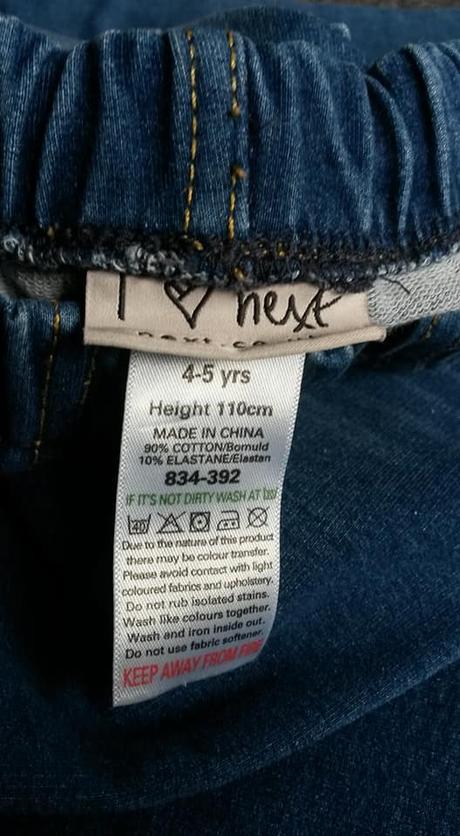 I ♡ next
4-5 yrs
Height 110cm
MADE IN CHINA
90% COTTON/Bomuld
10% ELASTANE/Elastan
834-392
IF IT'S NOT DIRTY WASH AT
40
Due to the nature of this product
there may be colour transfer.
Please avoid contact with light
coloured fabrics and upholstery.
Do not rub isolated stains.
Wash like colours together.
Wash and iron inside out.
Do not use fabric softener.
KEEP AWAY FROM FIRE